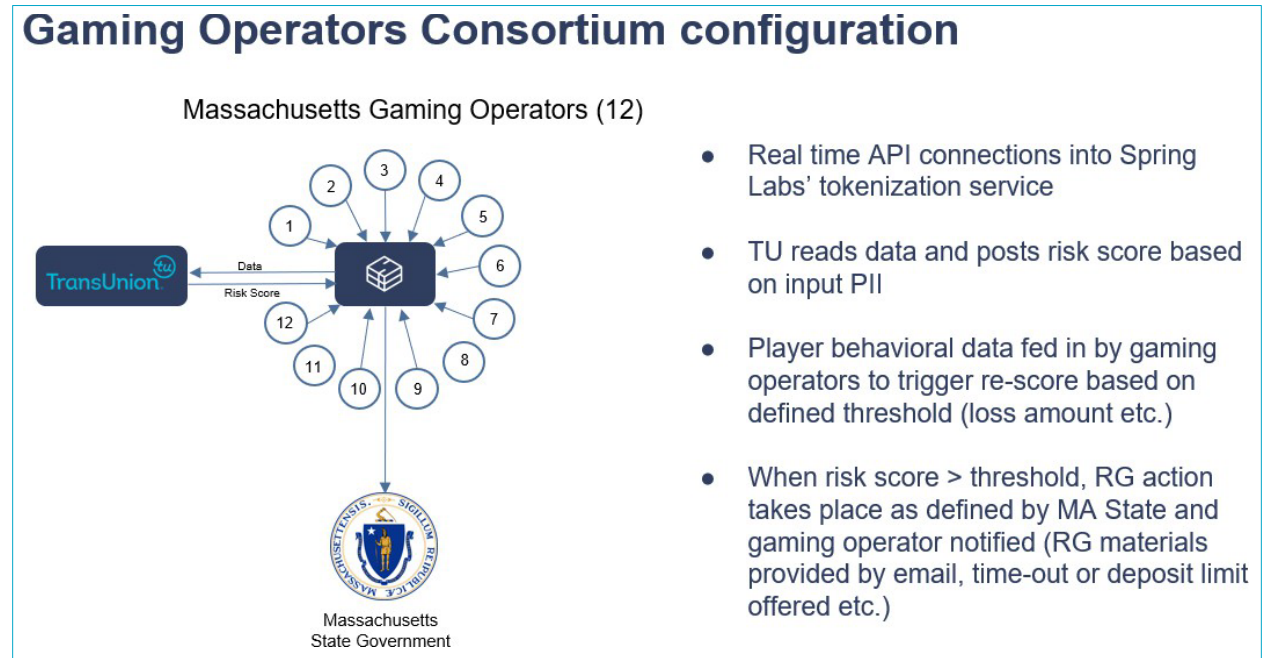 Gaming Operators Consortium configuration
Massachusetts Gaming Operators (12)
1
2
3
4
5
6
7
8
9
10
11
12
TransUnion
tu
Data
Risk Score
SIGILLUM REIPUBLICÆ MASSACHUSETTENSIS.
Massachusetts
State Government
● Real time API connections into Spring
Labs’ tokenization service
● TU reads data and posts risk score based
on input PII
● Player behavioral data fed in by gaming
operators to trigger re-score based on
defined threshold (loss amount etc.)
● When risk score > threshold, RG action
takes place as defined by MA State and
gaming operator notified (RG materials
provided by email, time-out or deposit limit
offered etc.)